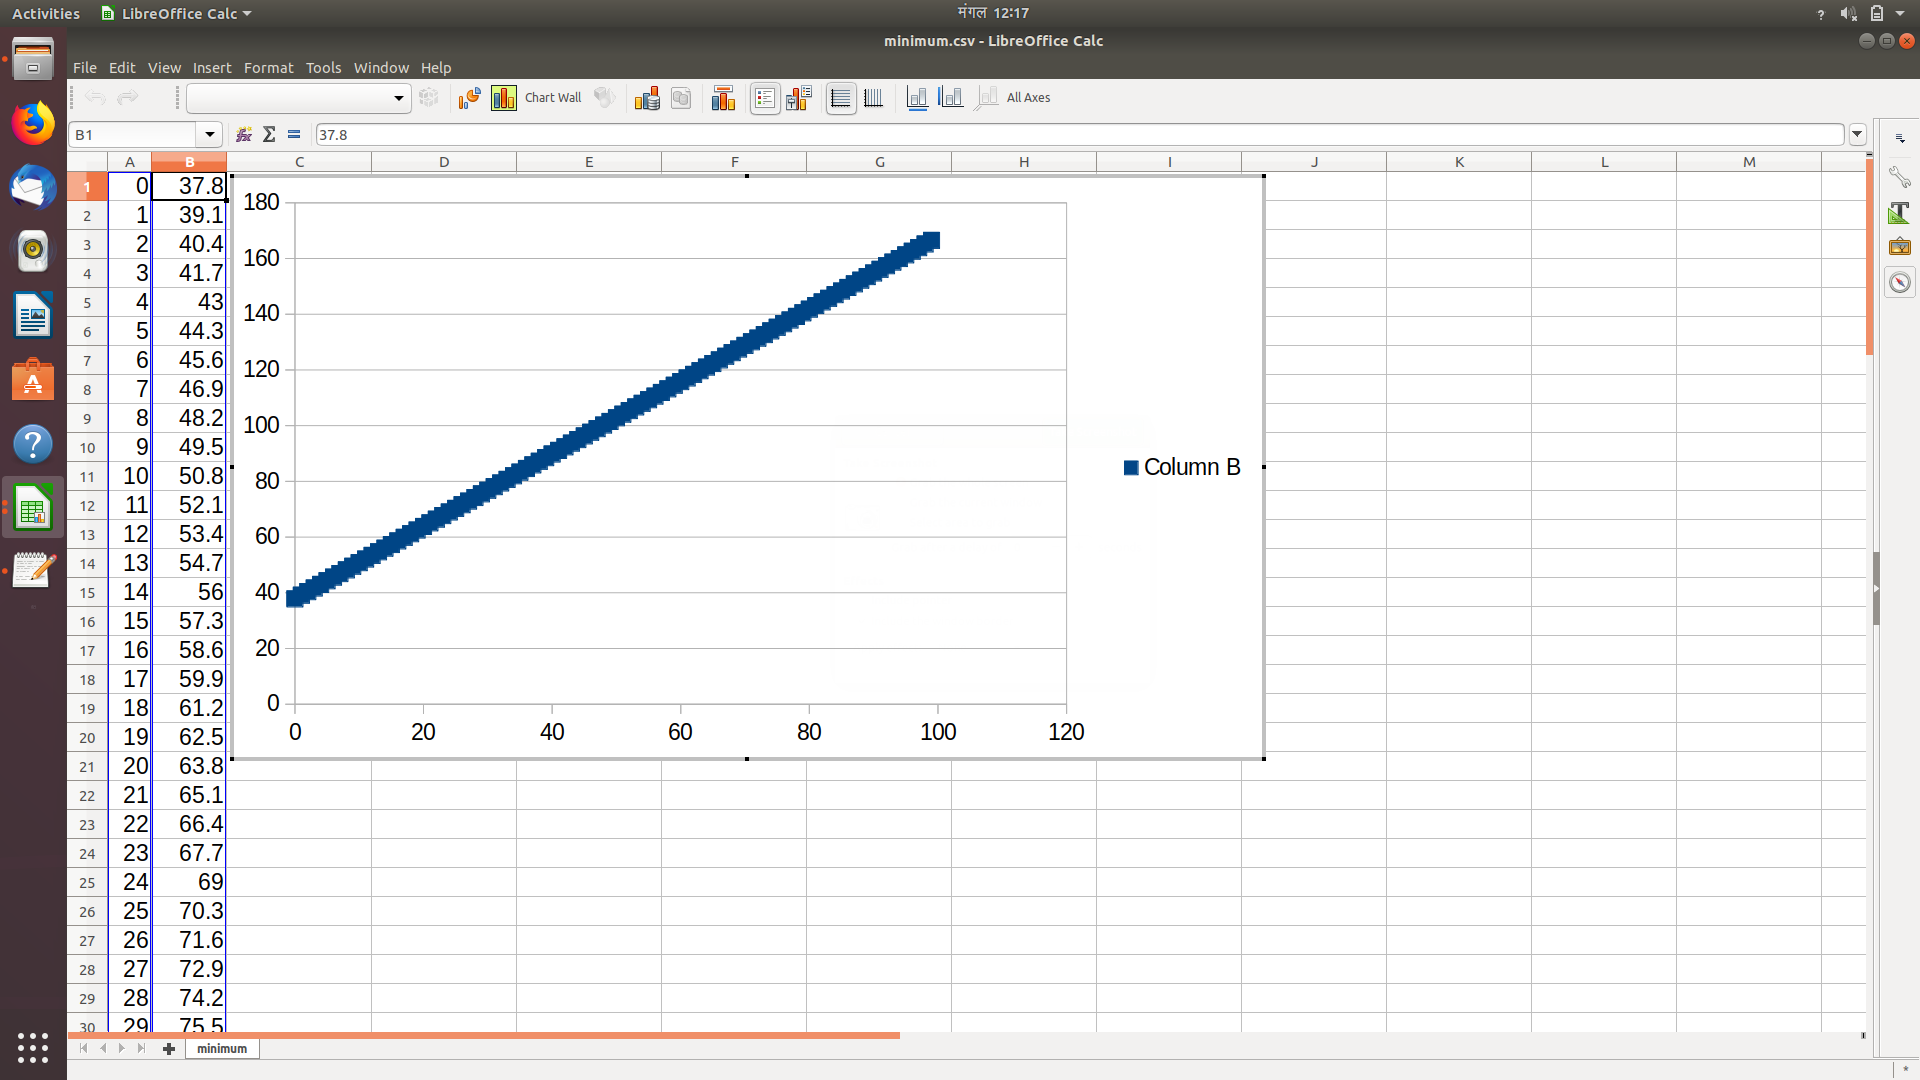 Activities LibreOffice Calc मंगल 12:17 ?
minimum.csv - LibreOffice Calc
File Edit View Insert Format Tools Window Help
Chart Wall All Axes
B1 fx Σ = 37.8
A B C D E F G H I J K L M
1 0 37.8
2 1 39.1
3 2 40.4
4 3 41.7
5 4 43
6 5 44.3
7 6 45.6
8 7 46.9
9 8 48.2
10 9 49.5
11 10 50.8
12 11 52.1
13 12 53.4
14 13 54.7
15 14 56
16 15 57.3
17 16 58.6
18 17 59.9
19 18 61.2
20 19 62.5
21 20 63.8
22 21 65.1
23 22 66.4
24 23 67.7
25 24 69
26 25 70.3
27 26 71.6
28 27 72.9
29 28 74.2
30 29 75.5
180
160
140
120
100
80
60
40
20
0
0 20 40 60 80 100 120
Column B
minimum